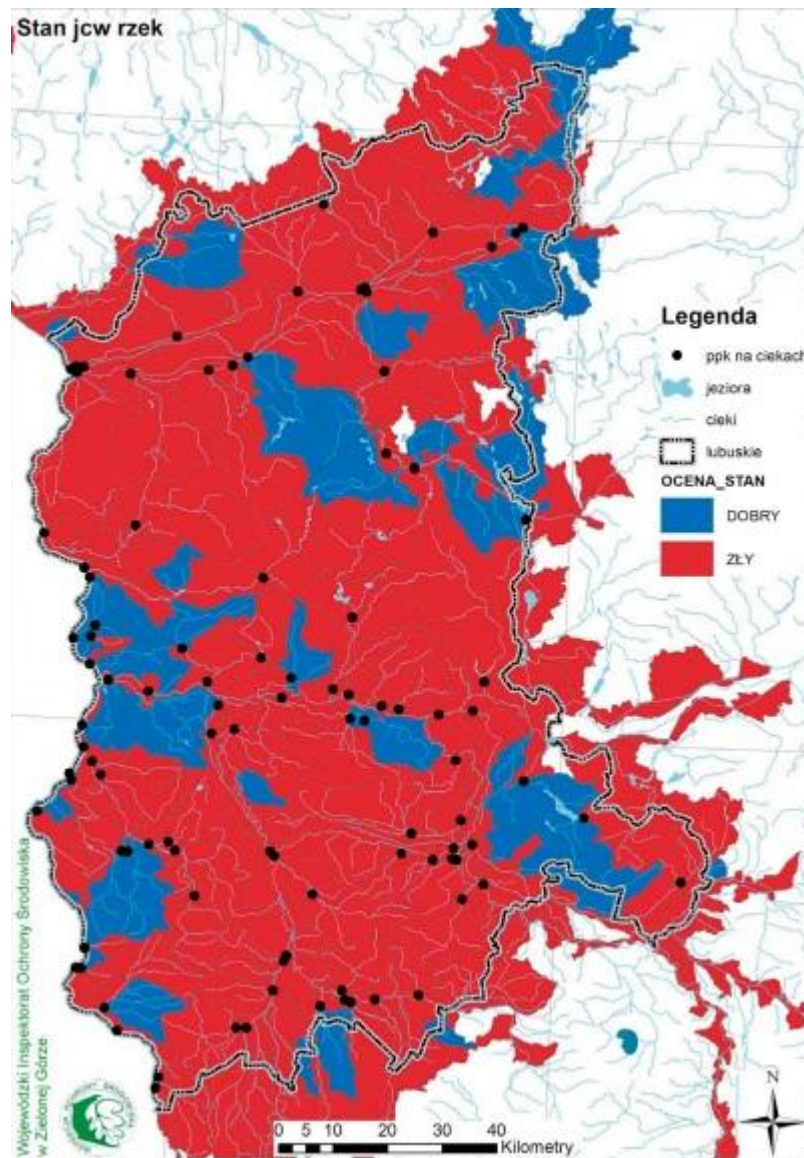 Stan jcw rzek
Legenda
ppk na ciekach
jeziora
cieki
lubuskie
OCENA_STAN
DOBRY
ZŁY
Wojewódzki Inspektorat Ochrony Środowiska
w Zielonej Górze
N
0 5 10 20 30 40
Kilometry